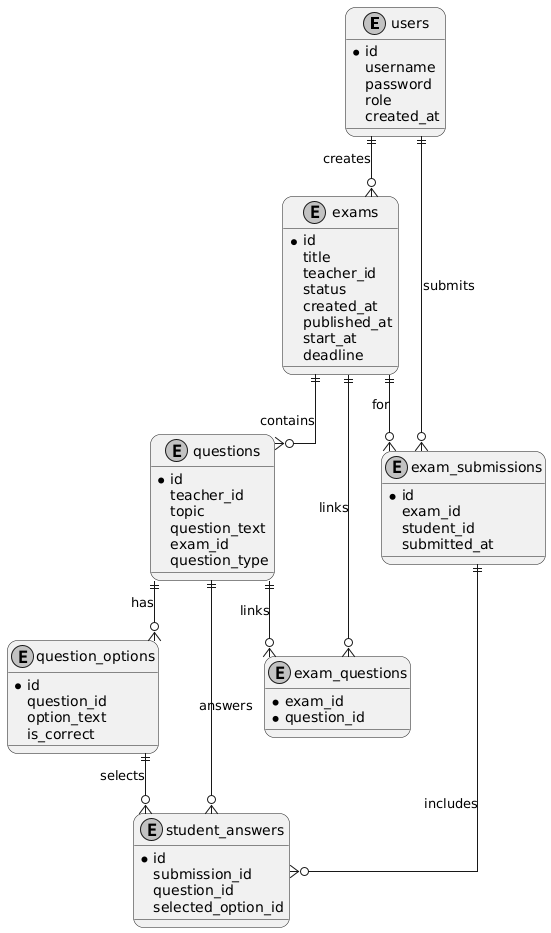 E users
* id
username
password
role
created_at
creates
E exams
* id
title
teacher_id
status
created_at
published_at
start_at
deadline
submits
contains
for
E questions
* id
teacher_id
topic
question_text
exam_id
question_type
E exam_submissions
* id
exam_id
student_id
submitted_at
links
has
links
E question_options
* id
question_id
option_text
is_correct
E exam_questions
* exam_id
* question_id
answers
selects
includes
E student_answers
* id
submission_id
question_id
selected_option_id